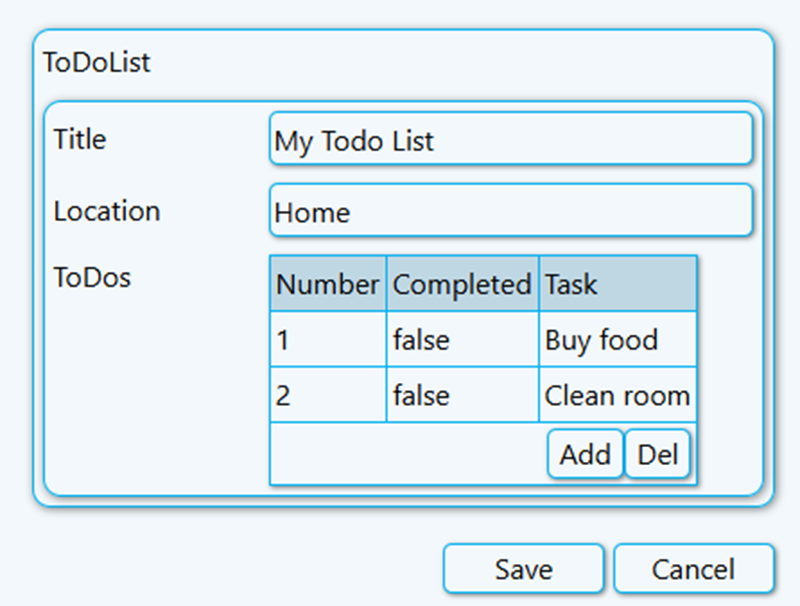 ToDoList
Title My Todo List
Location Home
ToDos Number Completed Task
1 false Buy food
2 false Clean room
Add Del
Save Cancel